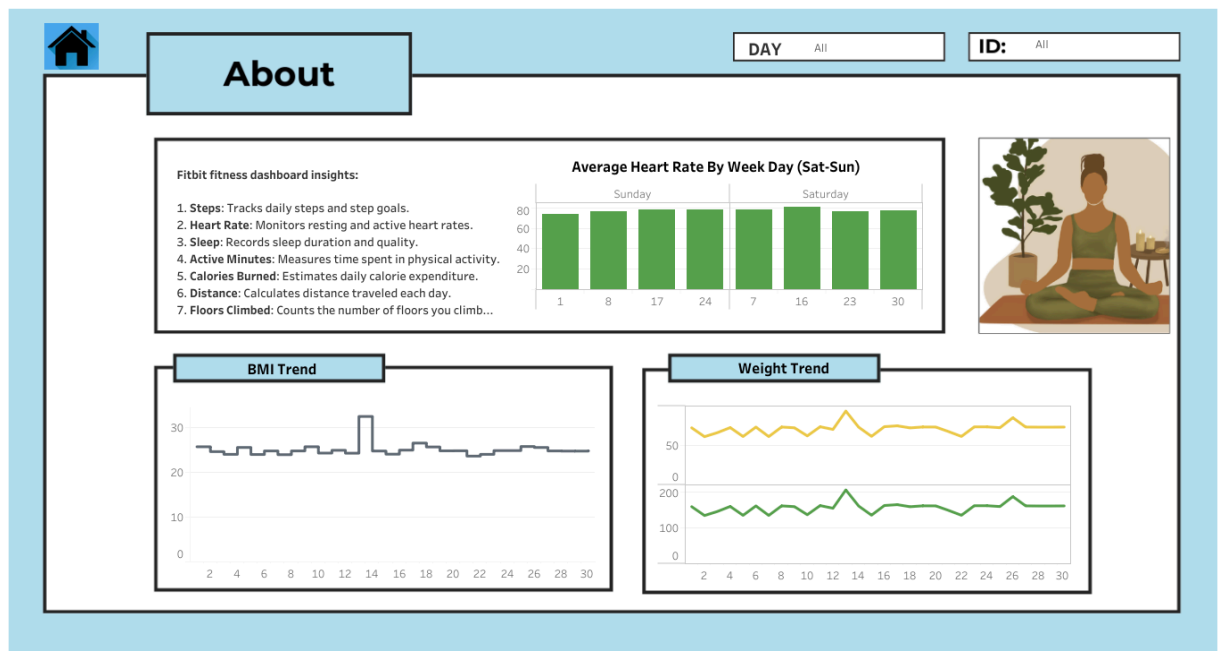 About
DAY All
ID: All
Fitbit fitness dashboard insights:
1. Steps: Tracks daily steps and step goals.
2. Heart Rate: Monitors resting and active heart rates.
3. Sleep: Records sleep duration and quality.
4. Active Minutes: Measures time spent in physical activity.
5. Calories Burned: Estimates daily calorie expenditure.
6. Distance: Calculates distance traveled each day.
7. Floors Climbed: Counts the number of floors you climb...
Average Heart Rate By Week Day (Sat-Sun)
Sunday Saturday
80
60
40
20
1 8 17 24 7 16 23 30
BMI Trend
30
20
10
0
2 4 6 8 10 12 14 16 18 20 22 24 26 28 30
Weight Trend
50
0
200
100
0
2 4 6 8 10 12 14 16 18 20 22 24 26 28 30